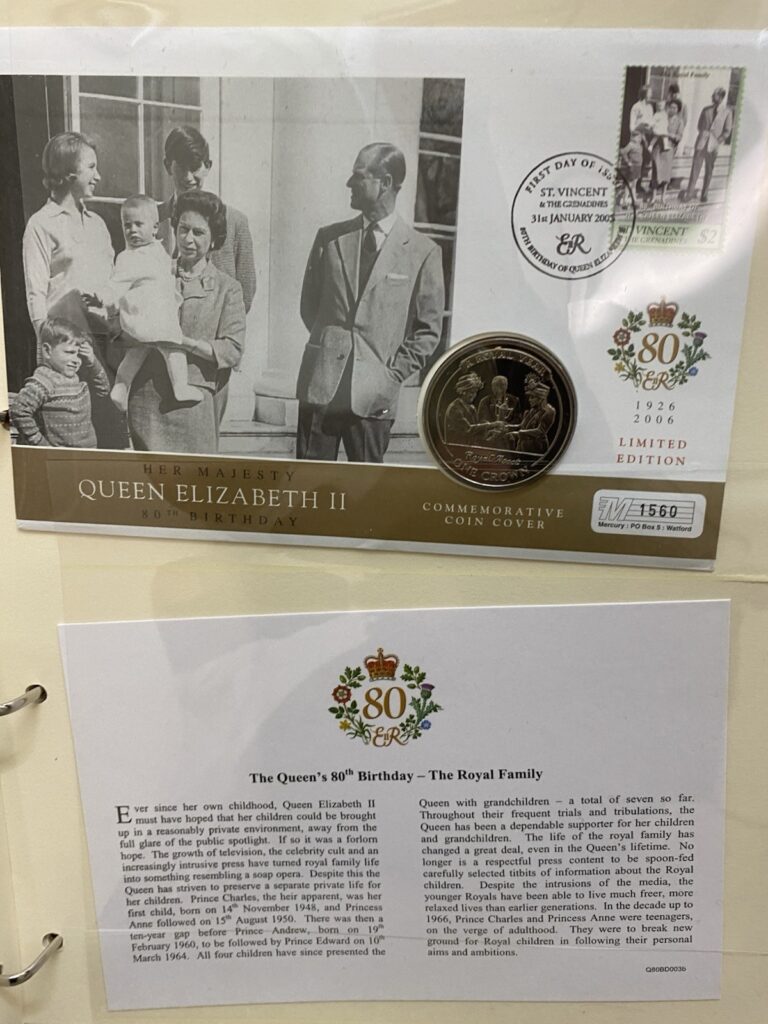 The Royal Family
$2
VINCENT
THE GRENADINES
FIRST DAY OF ISSUE
ST. VINCENT
& THE GRENADINES
31st JANUARY
EIIR
80TH BIRTHDAY OF QUEEN
80
EIIR
1926
2006
LIMITED
EDITION
A ROYAL VISIT
Royal Ascot
ONE CROWN
HER MAJESTY
QUEEN ELIZABETH II
80TH BIRTHDAY
COMMEMORATIVE
COIN COVER
M 1560
Mercury : PO Box 5 : Watford
80
EIIR
The Queen's 80th Birthday – The Royal Family
Ever since her own childhood, Queen Elizabeth II
must have hoped that her children could be brought
up in a reasonably private environment, away from the
full glare of the public spotlight. If so it was a forlorn
hope. The growth of television, the celebrity cult and an
increasingly intrusive press have turned royal family life
into something resembling a soap opera. Despite this the
Queen has striven to preserve a separate private life for
her children. Prince Charles, the heir apparent, was her
first child, born on 14th November 1948, and Princess
Anne followed on 15th August 1950. There was then a
ten-year gap before Prince Andrew, born on 19th
February 1960, to be followed by Prince Edward on 10th
March 1964. All four children have since presented the
Queen with grandchildren – a total of seven so far.
Throughout their frequent trials and tribulations, the
Queen has been a dependable supporter for her children
and grandchildren. The life of the royal family has
changed a great deal, even in the Queen's lifetime. No
longer is a respectful press content to be spoon-fed
carefully selected titbits of information about the Royal
children. Despite the intrusions of the media, the
younger Royals have been able to live much freer, more
relaxed lives than earlier generations. In the decade up to
1966, Prince Charles and Princess Anne were teenagers,
on the verge of adulthood. They were to break new
ground for Royal children in following their personal
aims and ambitions.
Q80BD003b